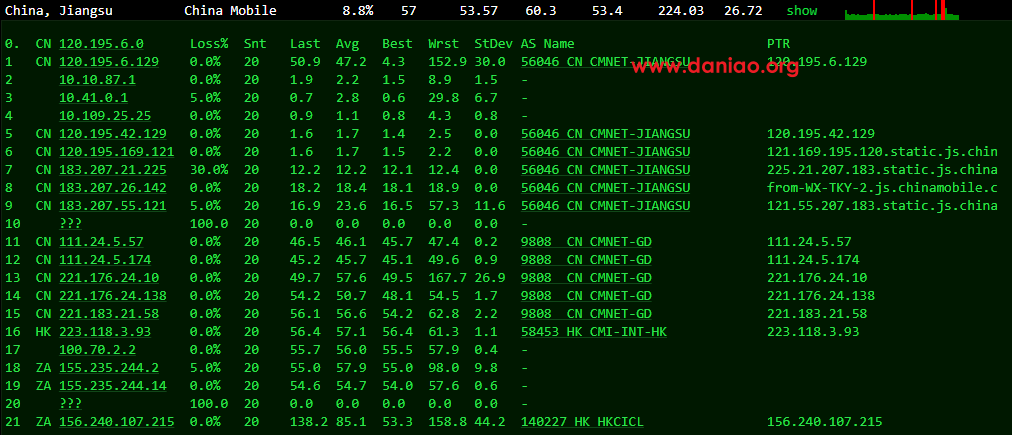 China, Jiangsu China Mobile 8.8% 57 53.57 60.3 53.4 224.03 26.72 show
0. CN 120.195.6.0 Loss% Snt Last Avg Best Wrst StDev AS Name PTR
1 CN 120.195.6.129 0.0% 20 50.9 47.2 4.3 152.9 30.0 56046 CN CMNET-JIANGSU 120.195.6.129
www.daniao.org
2 10.10.87.1 0.0% 20 1.9 2.2 1.5 8.9 1.5 -
3 10.41.0.1 5.0% 20 0.7 2.8 0.6 29.8 6.7 -
4 10.109.25.25 0.0% 20 0.9 1.1 0.8 4.3 0.8 -
5 CN 120.195.42.129 0.0% 20 1.6 1.7 1.4 2.5 0.0 56046 CN CMNET-JIANGSU 120.195.42.129
6 CN 120.195.169.121 0.0% 20 1.6 1.7 1.5 2.2 0.0 56046 CN CMNET-JIANGSU 121.169.195.120.static.js.chin
7 CN 183.207.21.225 30.0% 20 12.2 12.2 12.1 12.4 0.0 56046 CN CMNET-JIANGSU 225.21.207.183.static.js.china
8 CN 183.207.26.142 0.0% 20 18.2 18.4 18.1 18.9 0.0 56046 CN CMNET-JIANGSU from-WX-TKY-2.js.chinamobile.c
9 CN 183.207.55.121 5.0% 20 16.9 23.6 16.5 57.3 11.6 56046 CN CMNET-JIANGSU 121.55.207.183.static.js.china
10 ??? 100.0 20 0.0 0.0 0.0 0.0 0.0 -
11 CN 111.24.5.57 0.0% 20 46.5 46.1 45.7 47.4 0.2 9808 CN CMNET-GD 111.24.5.57
12 CN 111.24.5.174 0.0% 20 45.2 45.7 45.1 49.6 0.9 9808 CN CMNET-GD 111.24.5.174
13 CN 221.176.24.10 0.0% 20 49.7 57.6 49.5 167.7 26.9 9808 CN CMNET-GD 221.176.24.10
14 CN 221.176.24.138 0.0% 20 54.2 50.7 48.1 54.5 1.7 9808 CN CMNET-GD 221.176.24.138
15 CN 221.183.21.58 0.0% 20 56.1 56.6 54.2 62.8 2.2 9808 CN CMNET-GD 221.183.21.58
16 HK 223.118.3.93 0.0% 20 56.4 57.1 56.4 61.3 1.1 58453 HK CMI-INT-HK 223.118.3.93
17 100.70.2.2 0.0% 20 55.7 56.0 55.5 57.9 0.4 -
18 ZA 155.235.244.2 5.0% 20 55.0 57.9 55.0 98.0 9.8 -
19 ZA 155.235.244.14 0.0% 20 54.6 54.7 54.0 57.6 0.6 -
20 ??? 100.0 20 0.0 0.0 0.0 0.0 0.0 -
21 ZA 156.240.107.215 0.0% 20 138.2 85.1 53.3 158.8 44.2 140227 HK HKCICL 156.240.107.215